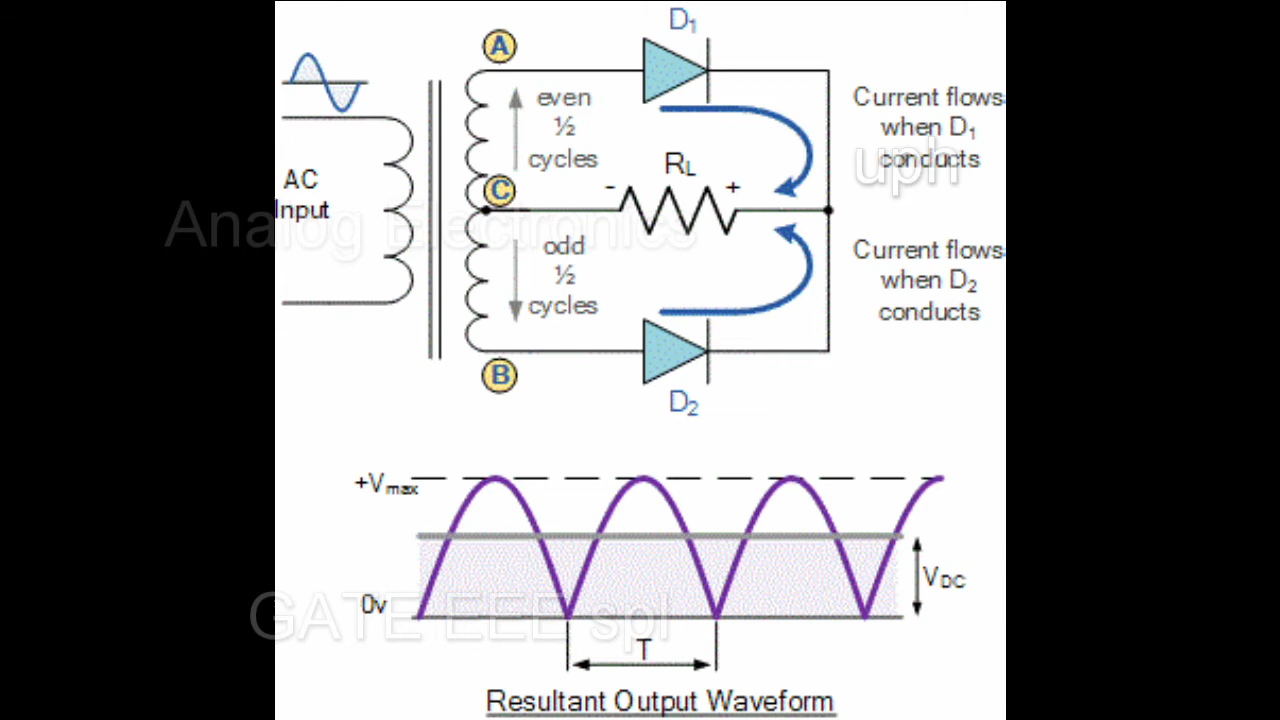 D1
A
even
½
cycles
Current flows
when D1
conducts
uph
AC
Input
C
RL
-
+
Analog Electronics
odd
½
cycles
Current flows
when D2
conducts
B
D2
+Vmax
VDC
0v
GATE EEE spl
T
Resultant Output Waveform